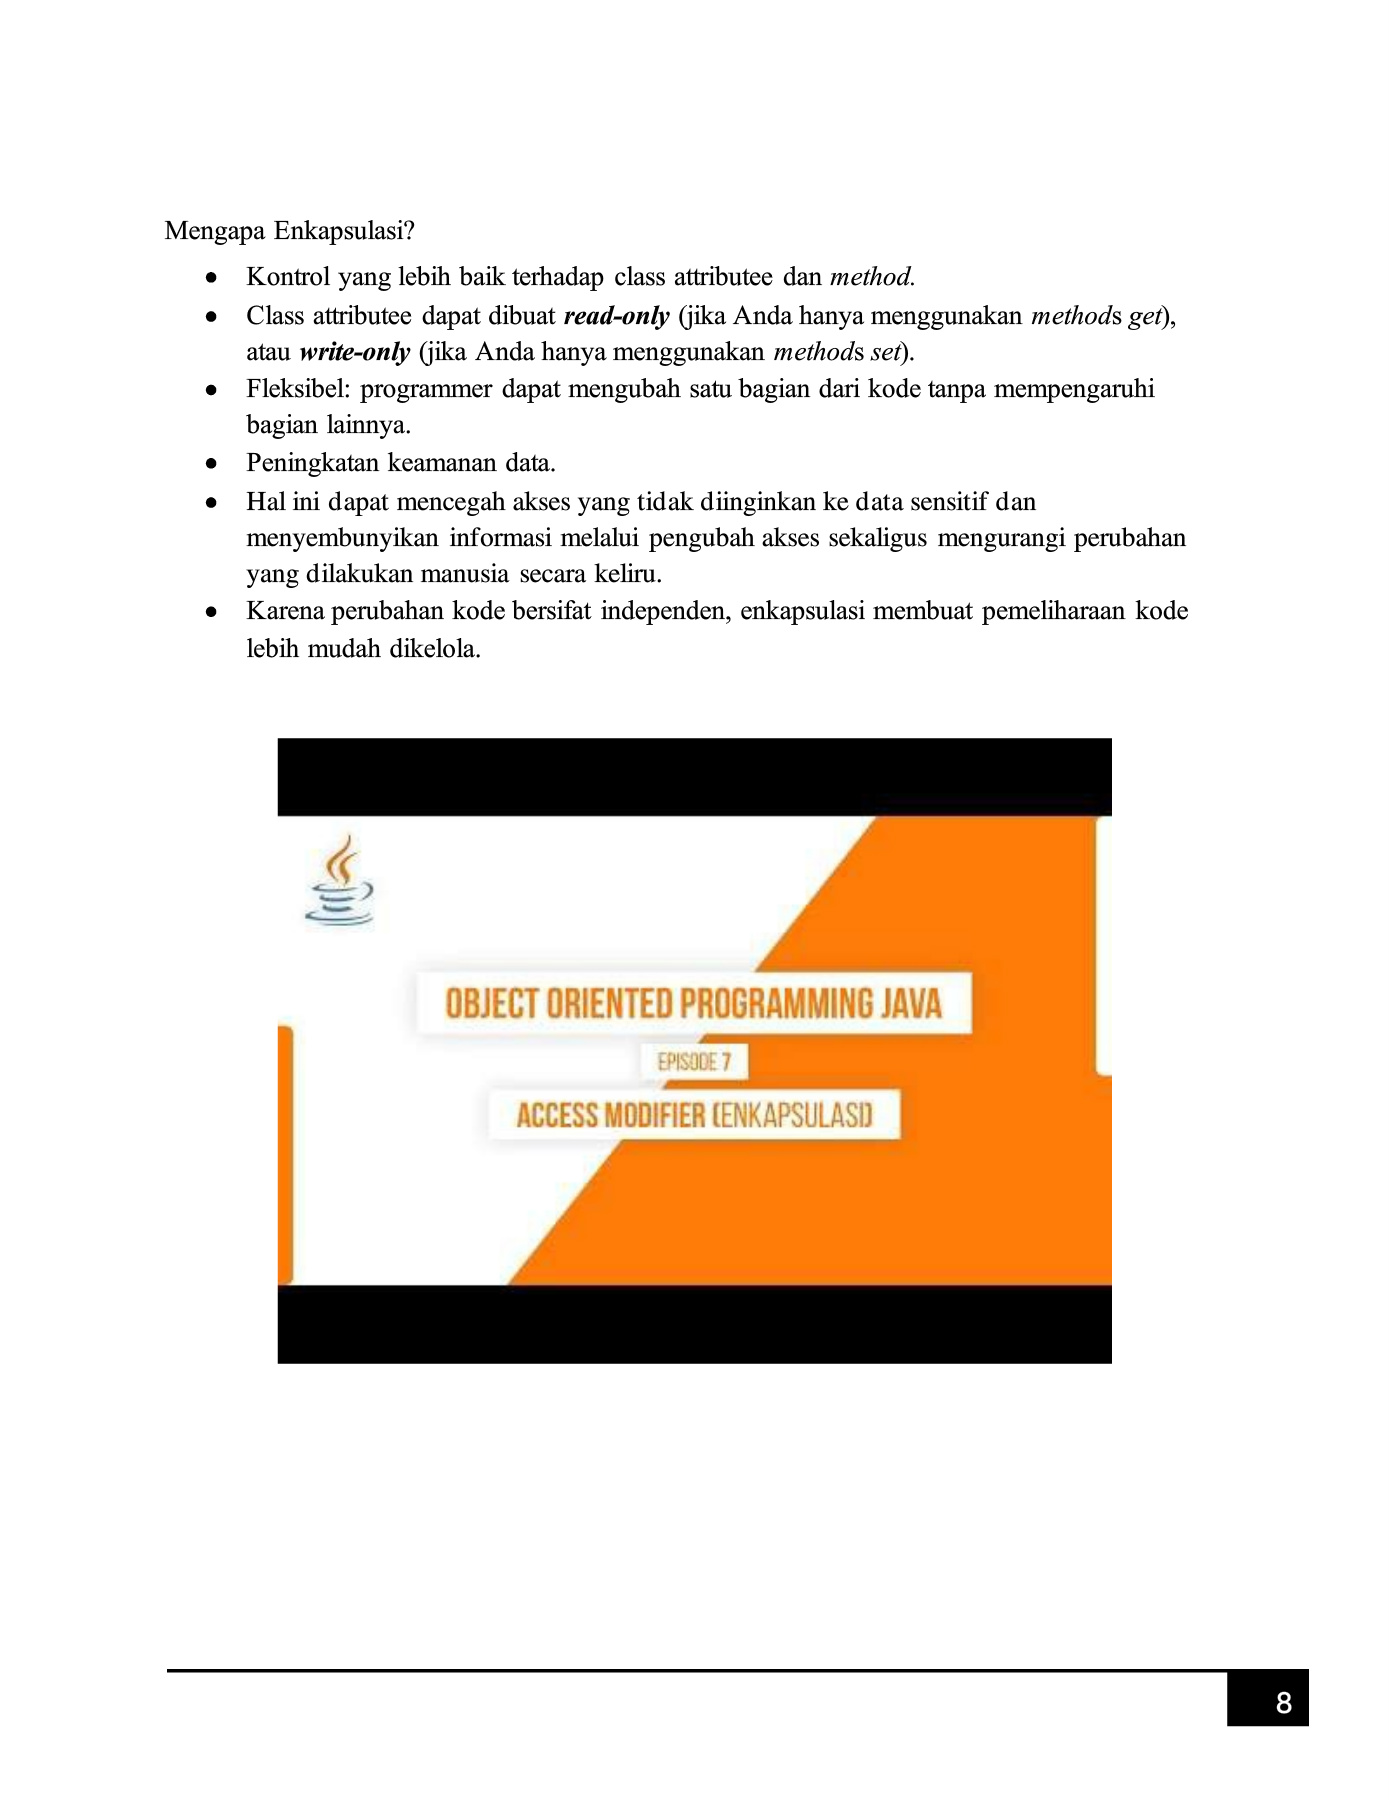 Mengapa Enkapsulasi?
● Kontrol yang lebih baik terhadap class attributee dan method.
● Class attributee dapat dibuat read-only (jika Anda hanya menggunakan methods get),
atau write-only (jika Anda hanya menggunakan methods set).
● Fleksibel: programmer dapat mengubah satu bagian dari kode tanpa mempengaruhi
bagian lainnya.
● Peningkatan keamanan data.
● Hal ini dapat mencegah akses yang tidak diinginkan ke data sensitif dan
menyembunyikan informasi melalui pengubah akses sekaligus mengurangi perubahan
yang dilakukan manusia secara keliru.
● Karena perubahan kode bersifat independen, enkapsulasi membuat pemeliharaan kode
lebih mudah dikelola.
OBJECT ORIENTED PROGRAMMING JAVA
EPISODE 7
ACCESS MODIFIER (ENKAPSULASI)
8